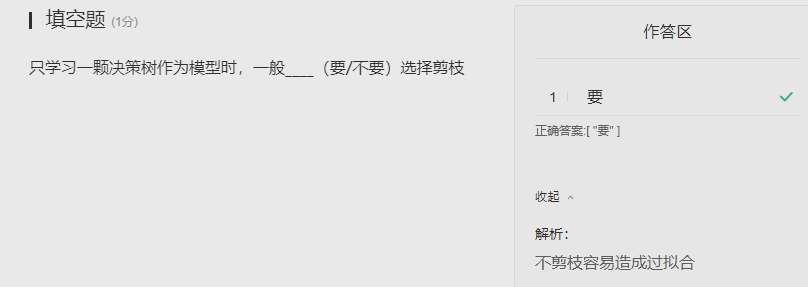 填空题 (1分)
只学习一颗决策树作为模型时，一般____（要/不要）选择剪枝
作答区
1 要
正确答案:[ "要" ]
收起
解析：
不剪枝容易造成过拟合